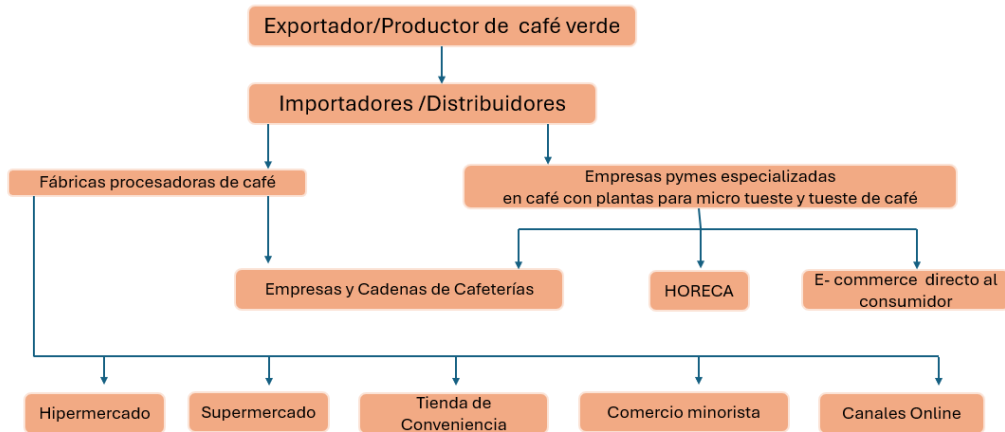 Exportador/Productor de café verde
Importadores /Distribuidores
Fábricas procesadoras de café
Empresas pymes especializadas
en café con plantas para micro tueste y tueste de café
Empresas y Cadenas de Cafeterías
HORECA
E- commerce directo al
consumidor
Hipermercado
Supermercado
Tienda de
Conveniencia
Comercio minorista
Canales Online